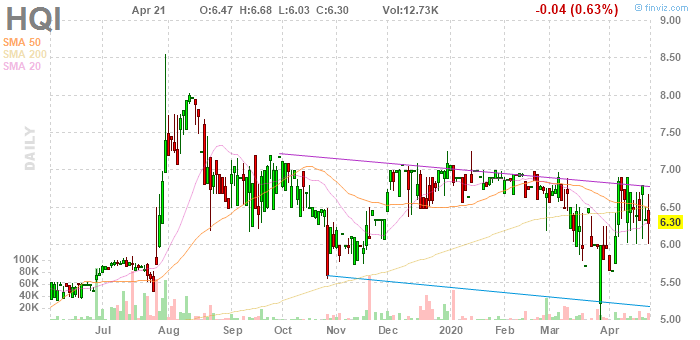 HQI
Apr 21 O:6.47 H:6.68 L:6.03 C:6.30 Vol:12.73K -0.04 (0.63%)
© finviz.com
SMA 50
SMA 200
SMA 20
DAILY
9.00
8.50
8.00
7.50
7.00
6.50
6.30
6.00
5.50
5.00
100K
80K
60K
40K
20K
Jul Aug Sep Oct Nov Dec 2020 Feb Mar Apr